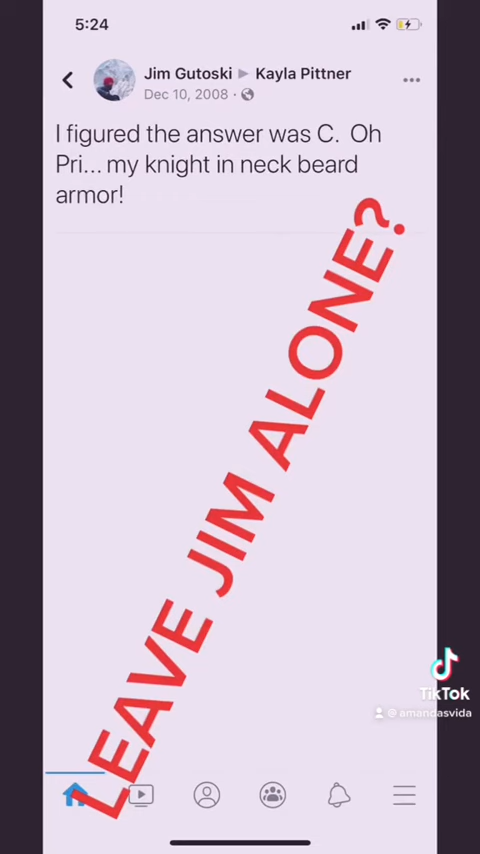 5:24
Jim Gutoski ▶ Kayla Pittner
Dec 10, 2008 ·
I figured the answer was C. Oh
Pri... my knight in neck beard
armor!
LEAVE JIM ALONE?
TikTok
@amandasvida